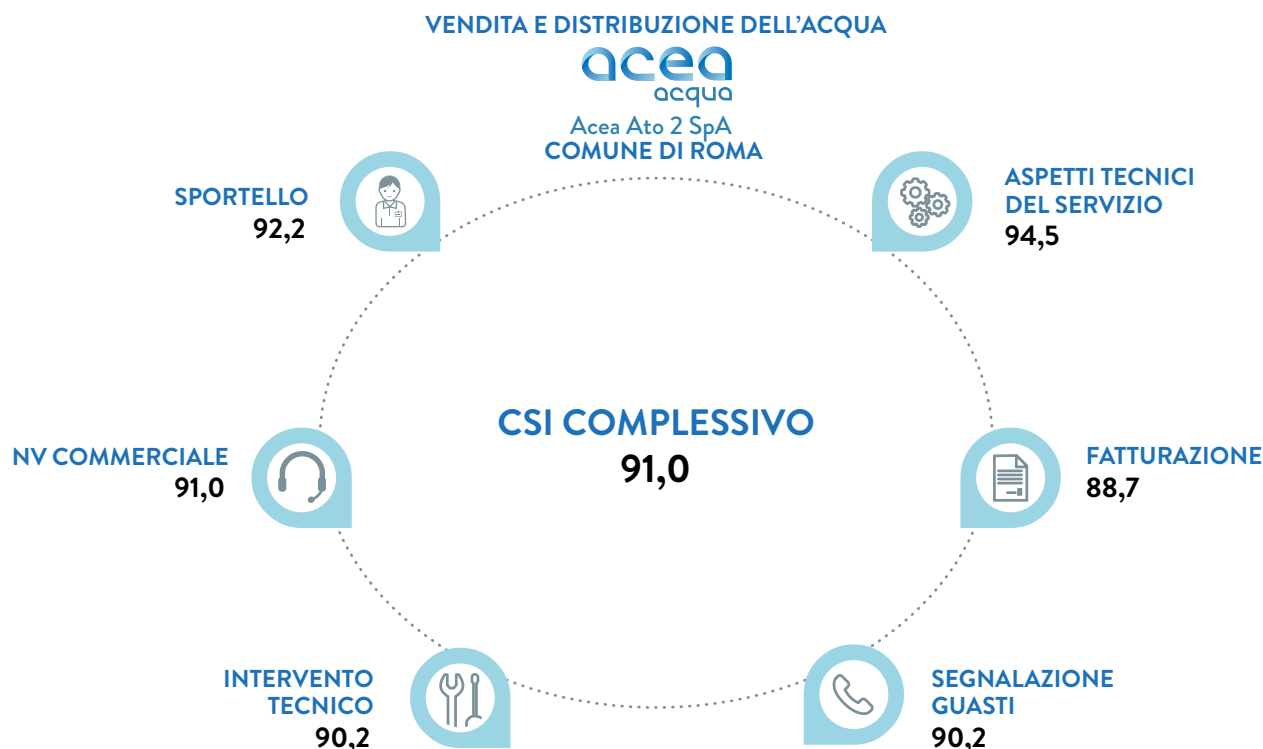 VENDITA E DISTRIBUZIONE DELL'ACQUA
acea
acqua
Acea Ato 2 SpA
COMUNE DI ROMA
SPORTELLO
92,2
ASPETTI TECNICI
DEL SERVIZIO
94,5
CSI COMPLESSIVO
91,0
NV COMMERCIALE
91,0
FATTURAZIONE
88,7
INTERVENTO
TECNICO
90,2
SEGNALAZIONE
GUASTI
90,2